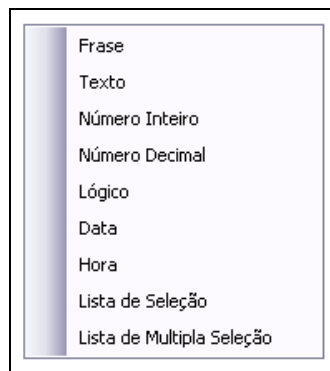 Frase
Texto
Número Inteiro
Número Decimal
Lógico
Data
Hora
Lista de Seleção
Lista de Multipla Seleção